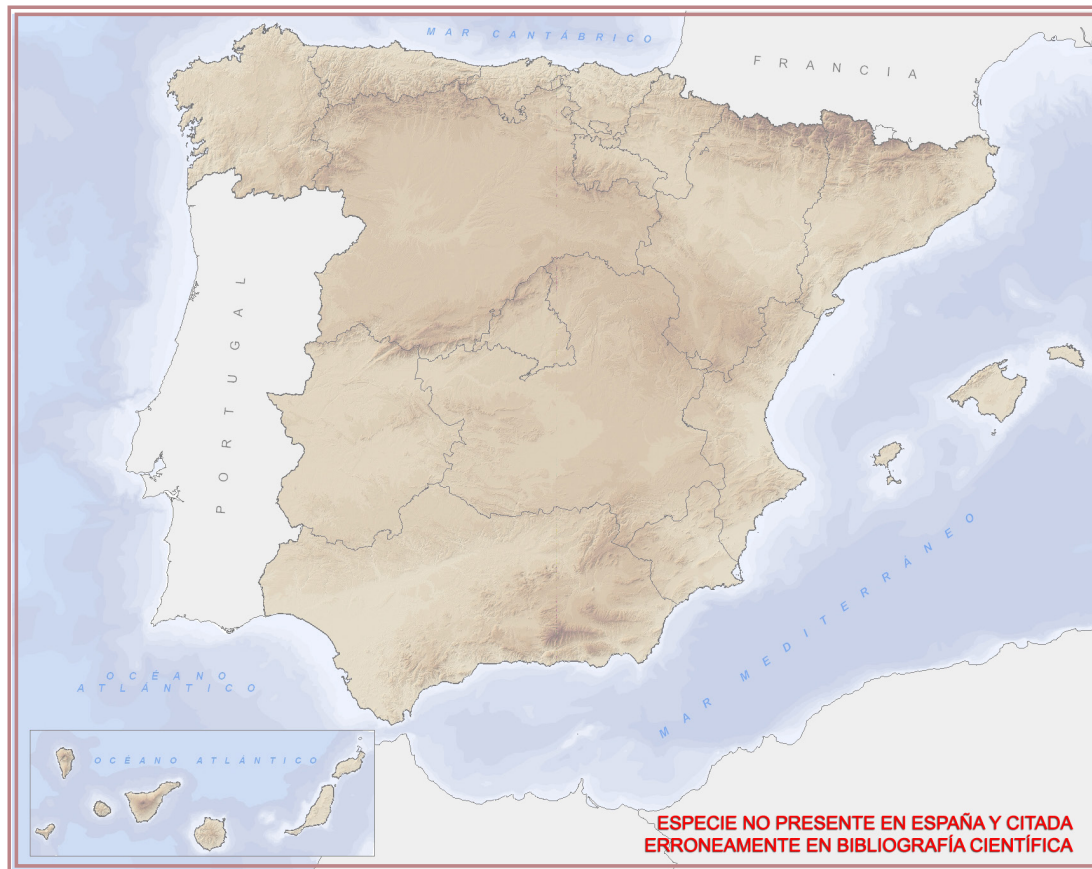 MAR CANTÁBRICO
FRANCIA
PORTUGAL
MAR MEDITERRÁNEO
OCÉANO
ATLÁNTICO
OCÉANO ATLÁNTICO
ESPECIE NO PRESENTE EN ESPAÑA Y CITADA
ERRONEAMENTE EN BIBLIOGRAFÍA CIENTÍFICA